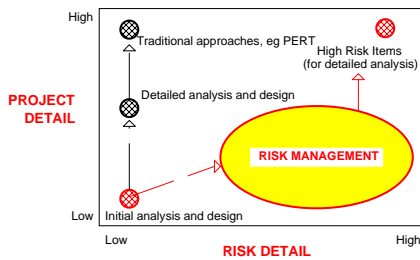 High
Traditional approaches, eg PERT
High Risk Items
(for detailed analysis)
PROJECT
DETAIL
Detailed analysis and design
RISK MANAGEMENT
Low
Initial analysis and design
Low
High
RISK DETAIL